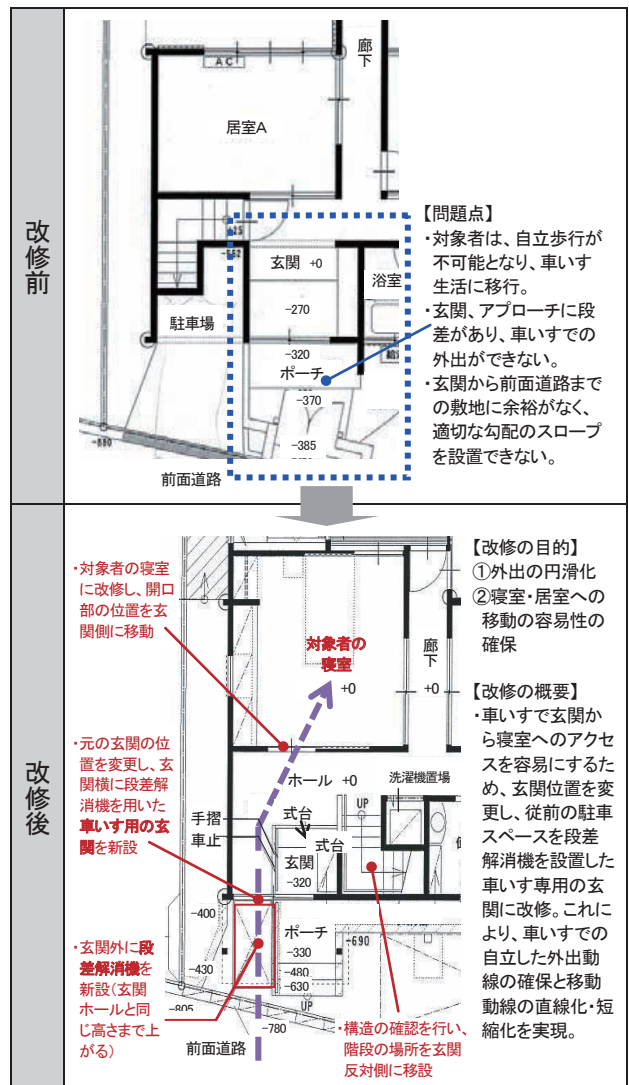 改修前
AC
廊下
居室A
-525
-552
玄関 +0
浴室
-270
駐車場
-320
ポーチ
-370
-385
-880
前面道路
【問題点】
・対象者は、自立歩行が
不可能となり、車いす
生活に移行。
・玄関、アプローチに段
差があり、車いすでの
外出ができない。
・玄関から前面道路まで
の敷地に余裕がなく、
適切な勾配のスロープ
を設置できない。
改修後
・対象者の寝室
に改修し、開口
部の位置を玄
関側に移動
対象者の
寝室
+0
廊下
+0
・元の玄関の位
置を変更し、玄
関横に段差解
消機を用いた
車いす用の玄
関を新設
ホール +0
洗濯機置場
手摺
車止
式台
UP
式台
玄関
-320
-400
ポーチ
-690
-330
-430
-480
-630
UP
-805
-780
・玄関外に段
差解消機を
新設(玄関
ホールと同
じ高さまで上
がる)
前面道路
・構造の確認を行い、
階段の場所を玄関
反対側に移設
【改修の目的】
①外出の円滑化
②寝室・居室への
移動の容易性の
確保
【改修の概要】
・車いすで玄関か
ら寝室へのアクセ
スを容易にするた
め、玄関位置を変
更し、従前の駐車
スペースを段差
解消機を設置した
車いす専用の玄
関に改修。これに
より、車いすでの
自立した外出動
線の確保と移動
動線の直線化・短
縮化を実現。